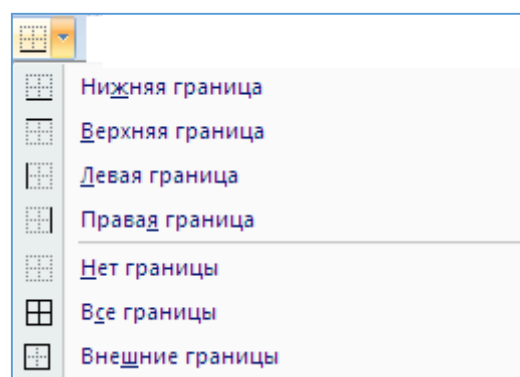 Нижняя граница
Верхняя граница
Левая граница
Правая граница
Нет границы
Все границы
Внешние границы